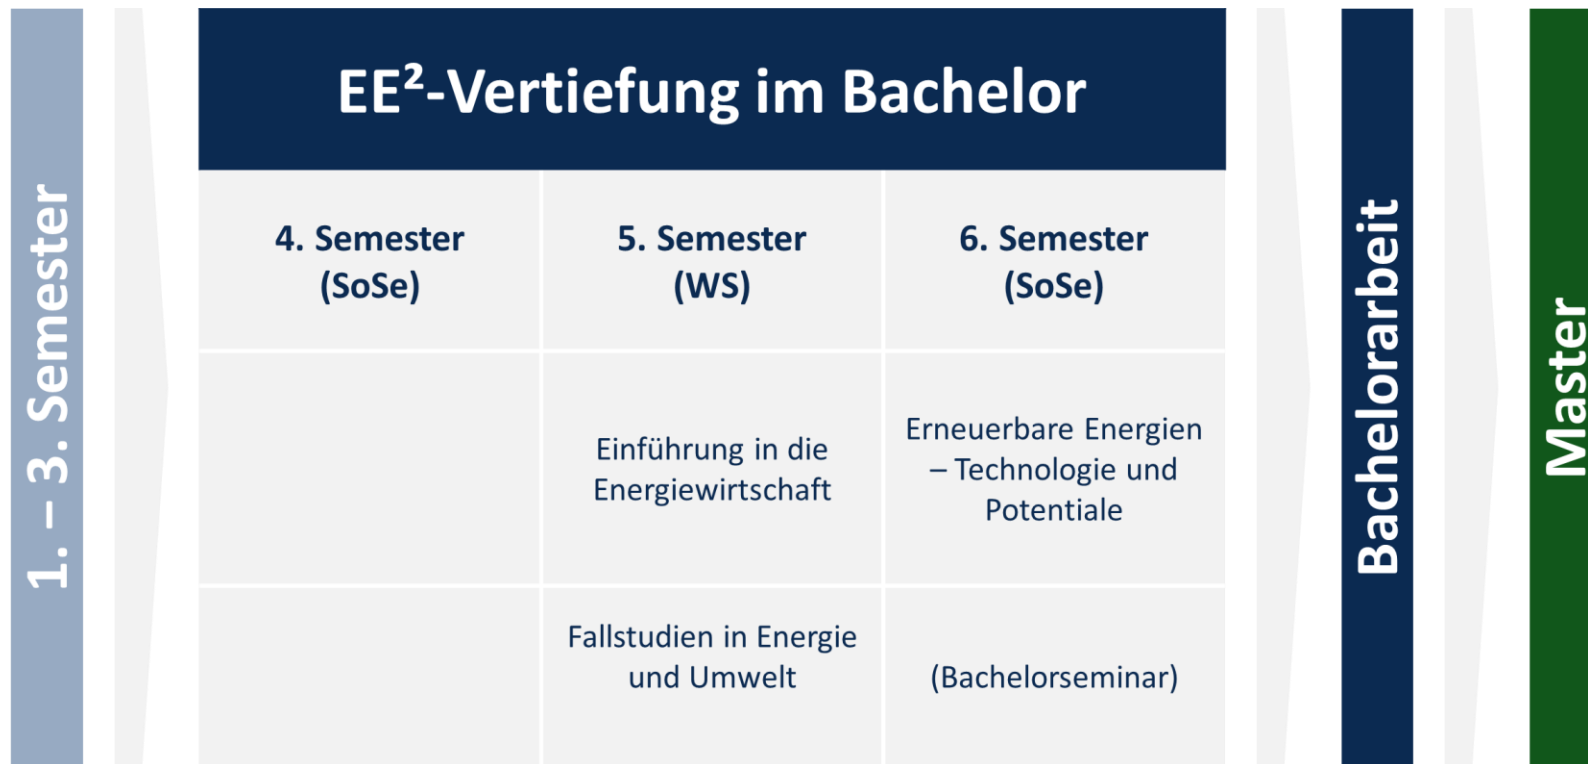 1. – 3. Semester
EE²-Vertiefung im Bachelor
4. Semester
(SoSe)
5. Semester
(WS)
6. Semester
(SoSe)
Einführung in die
Energiewirtschaft
Erneuerbare Energien
– Technologie und
Potentiale
Fallstudien in Energie
und Umwelt
(Bachelorseminar)
Bachelorarbeit
Master